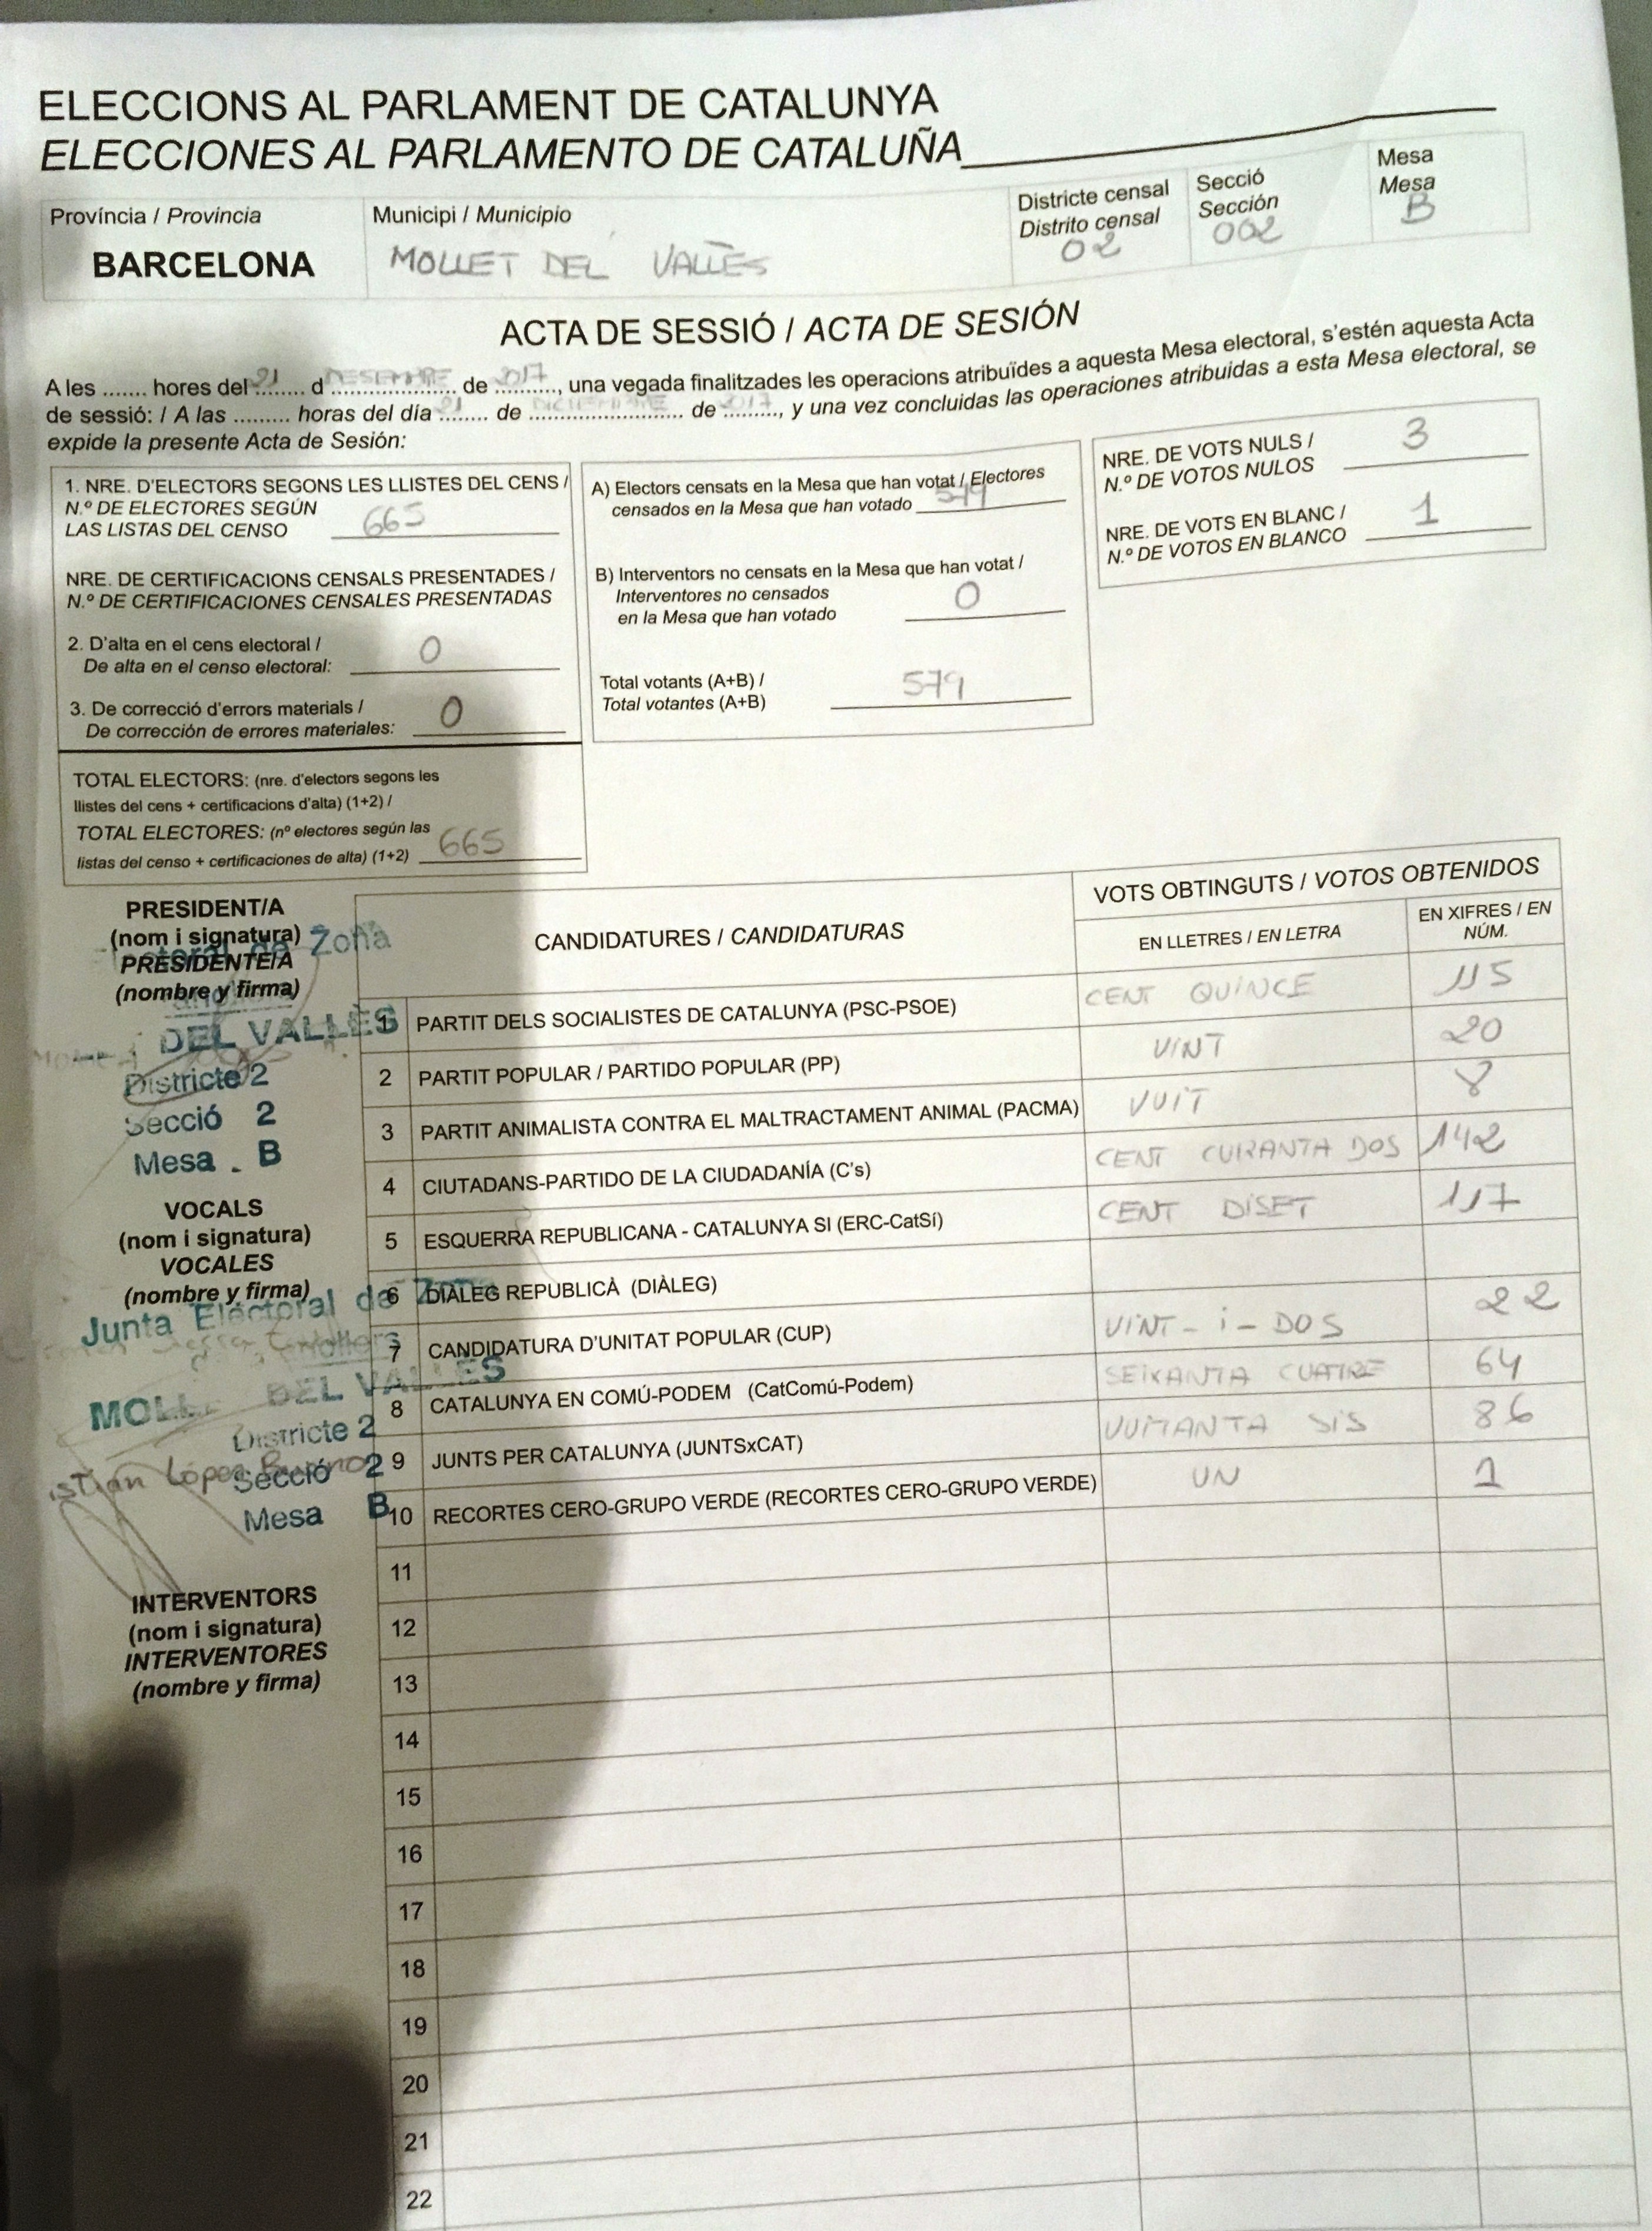 ELECCIONS AL PARLAMENT DE CATALUNYA
ELECCIONES AL PARLAMENTO DE CATALUÑA
Província / Provincia
BARCELONA
Municipi / Municipio
MOLLET DEL VALLÈS
Districte censal
Distrito censal
02
Secció
Sección
002
Mesa
Mesa
B
ACTA DE SESSIÓ / ACTA DE SESIÓN
A les ....... hores del 21 d DESEMBRE de 2017, una vegada finalitzades les operacions atribuïdes a aquesta Mesa electoral, s'estén aquesta Acta
de sessió: / A las ......... horas del día 21 de DICIEMBRE de 2017, y una vez concluidas las operaciones atribuidas a esta Mesa electoral, se
expide la presente Acta de Sesión:
1. NRE. D'ELECTORS SEGONS LES LLISTES DEL CENS /
N.º DE ELECTORES SEGÚN
LAS LISTAS DEL CENSO 665
NRE. DE CERTIFICACIONS CENSALS PRESENTADES /
N.º DE CERTIFICACIONES CENSALES PRESENTADAS
2. D'alta en el cens electoral /
De alta en el censo electoral: 0
3. De correcció d'errors materials /
De corrección de errores materiales: 0
TOTAL ELECTORS: (nre. d'electors segons les
llistes del cens + certificacions d'alta) (1+2) /
TOTAL ELECTORES: (nº electores según las
listas del censo + certificaciones de alta) (1+2) 665
A) Electors censats en la Mesa que han votat / Electores
censados en la Mesa que han votado 579
B) Interventors no censats en la Mesa que han votat /
Interventores no censados
en la Mesa que han votado 0
Total votants (A+B) /
Total votantes (A+B) 579
NRE. DE VOTS NULS /
N.º DE VOTOS NULOS 3
NRE. DE VOTS EN BLANC /
N.º DE VOTOS EN BLANCO 1
PRESIDENT/A
(nom i signatura)
PRESIDENTE/A
(nombre y firma)
de Zona
DEL VALLÈS
Districte 2
Secció 2
Mesa . B
VOCALS
(nom i signatura)
VOCALES
(nombre y firma)
Junta Electoral de Zona
MOLL DEL VALLÈS
Districte 2
Secció 2
López
Mesa B
INTERVENTORS
(nom i signatura)
INTERVENTORES
(nombre y firma)
CANDIDATURES / CANDIDATURAS
VOTS OBTINGUTS / VOTOS OBTENIDOS
EN LLETRES / EN LETRA
EN XIFRES / EN
NÚM.
1 PARTIT DELS SOCIALISTES DE CATALUNYA (PSC-PSOE) CENT QUINCE 115
2 PARTIT POPULAR / PARTIDO POPULAR (PP) VINT 20
3 PARTIT ANIMALISTA CONTRA EL MALTRACTAMENT ANIMAL (PACMA) VUIT 8
4 CIUTADANS-PARTIDO DE LA CIUDADANÍA (C's) CENT CURANTA DOS 142
5 ESQUERRA REPUBLICANA - CATALUNYA SI (ERC-CatSí) CENT DISET 117
6 DIÀLEG REPUBLICÀ (DIÀLEG)
7 CANDIDATURA D'UNITAT POPULAR (CUP) VINT-I-DOS 22
8 CATALUNYA EN COMÚ-PODEM (CatComú-Podem) SEIXANTA CUATRE 64
9 JUNTS PER CATALUNYA (JUNTSxCAT) VUITANTA SIS 86
10 RECORTES CERO-GRUPO VERDE (RECORTES CERO-GRUPO VERDE) UN 1
11
12
13
14
15
16
17
18
19
20
21
22